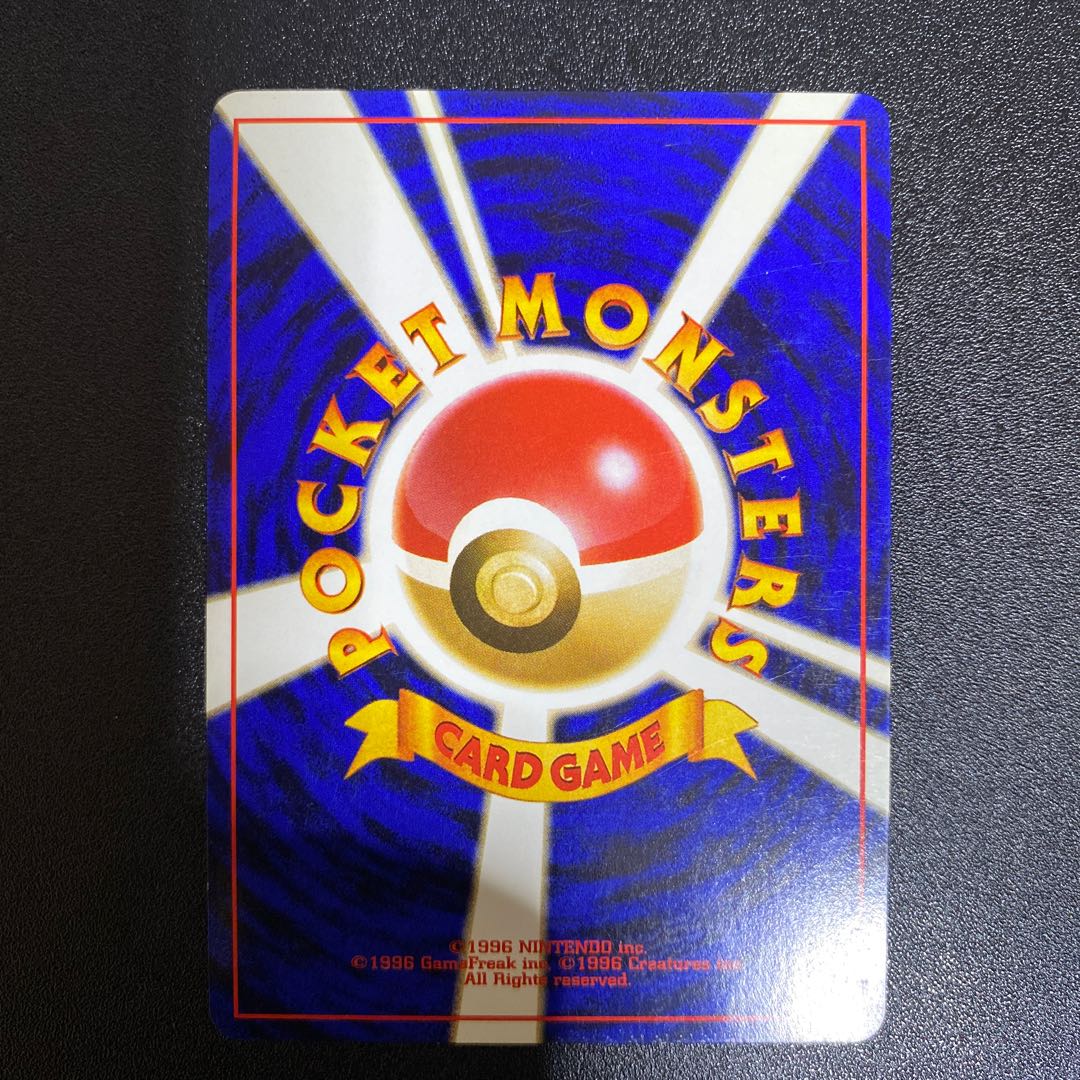 POCKET MONSTERS
CARD GAME
©1996 NINTENDO inc.
©1996 GameFreak inc. ©1996 Creatures inc.
All Rights reserved.